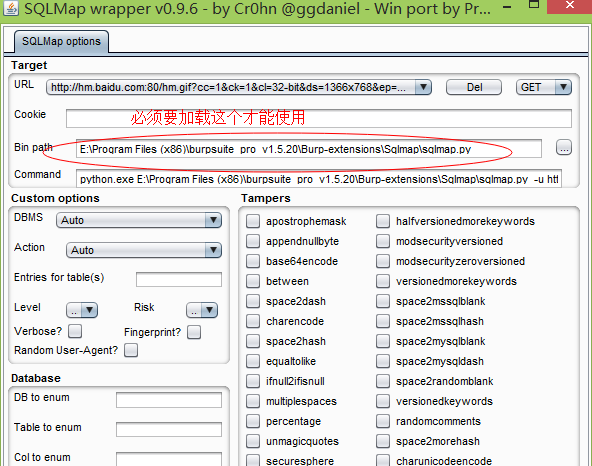 SQLMap wrapper v0.9.6 - by Cr0hn @ggdaniel - Win port by Pr...
SQLMap options
Target
URL http://hm.baidu.com:80/hm.gif?cc=1&ck=1&cl=32-bit&ds=1366x768&ep=... Del GET
Cookie 必须要加载这个才能使用
Bin path E:\Program Files (x86)\burpsuite_pro_v1.5.20\Burp-extensions\Sqlmap\sqlmap.py ...
Command python.exe E:\Program Files (x86)\burpsuite_pro_v1.5.20\Burp-extensions\Sqlmap\sqlmap.py -u htt
Custom options
DBMS Auto
Action Auto
Entries for table(s)
Level .. Risk ..
Verbose? Fingerprint?
Random User-Agent?
Database
DB to enum
Table to enum
Col to enum
Tampers
apostrophemask halfversionedmorekeywords
appendnullbyte modsecurityversioned
base64encode modsecurityzeroversioned
between versionedmorekeywords
space2dash space2mssqlblank
charencode space2mssqlhash
space2hash space2mysqlblank
equaltolike space2mysqldash
ifnull2ifisnull space2randomblank
multiplespaces versionedkeywords
percentage randomcomments
unmagicquotes space2morehash
securesphere charunicodeencode